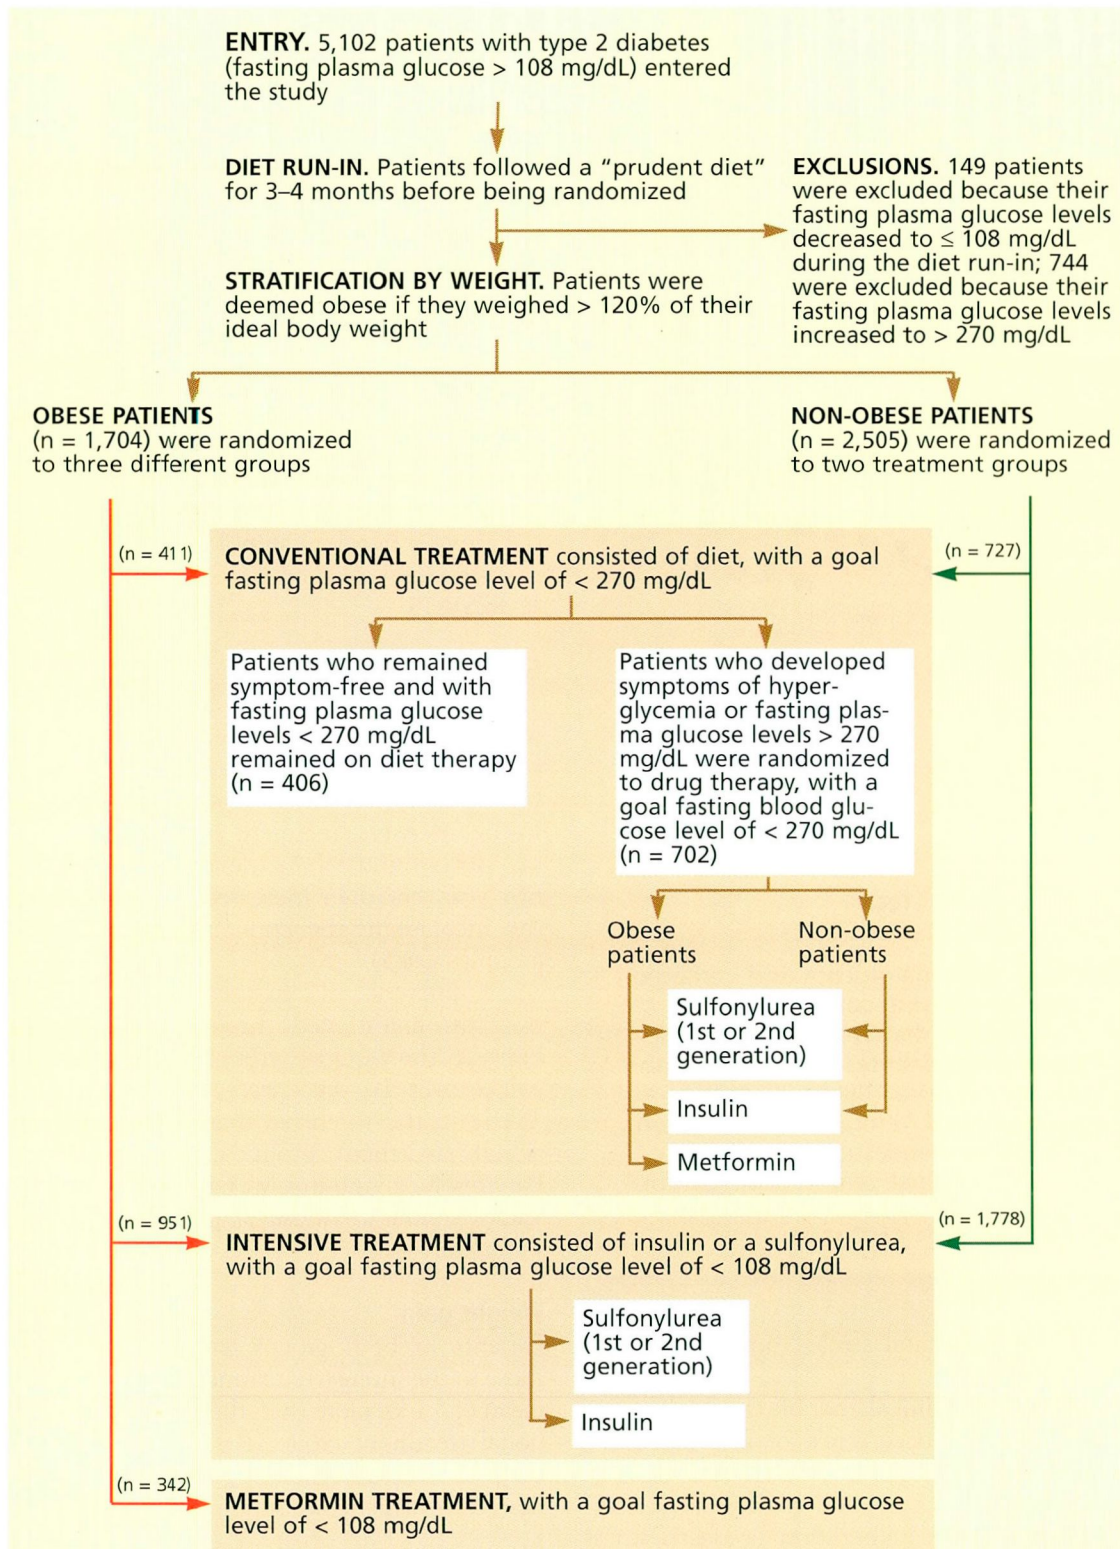 ENTRY. 5,102 patients with type 2 diabetes
(fasting plasma glucose > 108 mg/dL) entered
the study
DIET RUN-IN. Patients followed a “prudent diet”
for 3–4 months before being randomized
EXCLUSIONS. 149 patients
were excluded because their
fasting plasma glucose levels
decreased to ≤ 108 mg/dL
during the diet run-in; 744
were excluded because their
fasting plasma glucose levels
increased to > 270 mg/dL
STRATIFICATION BY WEIGHT. Patients were
deemed obese if they weighed > 120% of their
ideal body weight
OBESE PATIENTS
(n = 1,704) were randomized
to three different groups
NON-OBESE PATIENTS
(n = 2,505) were randomized
to two treatment groups
(n = 411)
CONVENTIONAL TREATMENT consisted of diet, with a goal
fasting plasma glucose level of < 270 mg/dL
(n = 727)
Patients who remained
symptom-free and with
fasting plasma glucose
levels < 270 mg/dL
remained on diet therapy
(n = 406)
Patients who developed
symptoms of hyper-
glycemia or fasting plas-
ma glucose levels > 270
mg/dL were randomized
to drug therapy, with a
goal fasting blood glu-
cose level of < 270 mg/dL
(n = 702)
Obese
patients
Non-obese
patients
Sulfonylurea
(1st or 2nd
generation)
Insulin
Metformin
(n = 951)
INTENSIVE TREATMENT consisted of insulin or a sulfonylurea,
with a goal fasting plasma glucose level of < 108 mg/dL
(n = 1,778)
Sulfonylurea
(1st or 2nd
generation)
Insulin
(n = 342)
METFORMIN TREATMENT, with a goal fasting plasma glucose
level of < 108 mg/dL